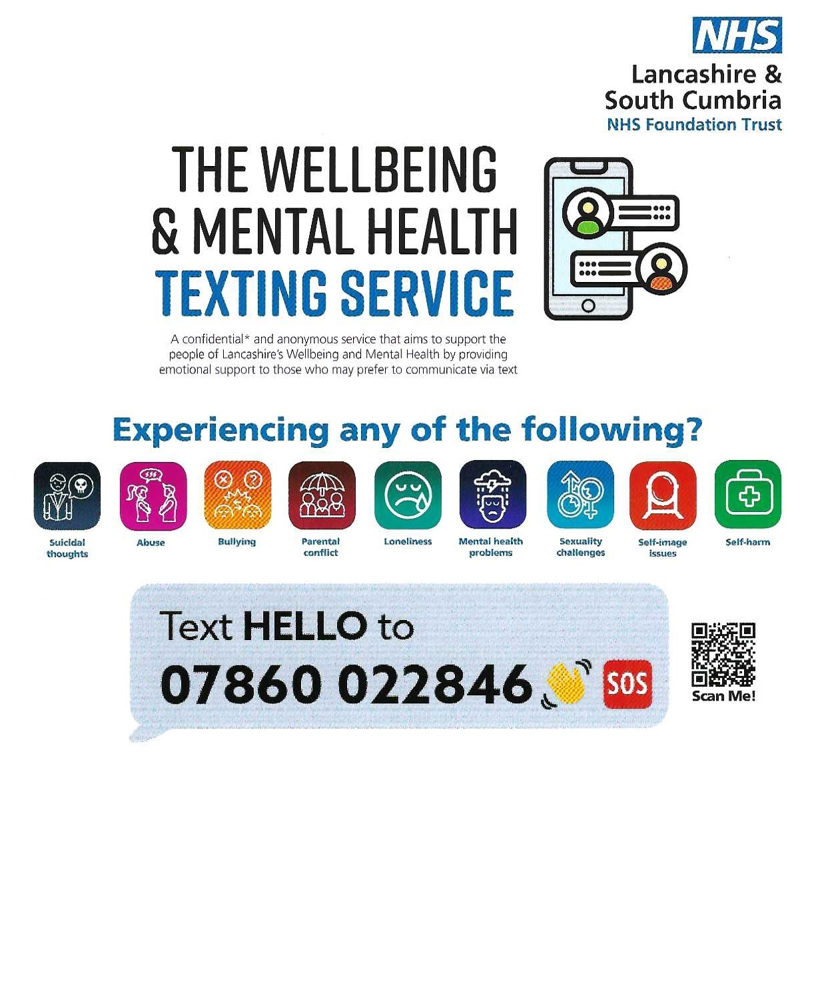 NHS
Lancashire &
South Cumbria
NHS Foundation Trust
THE WELLBEING
& MENTAL HEALTH
TEXTING SERVICE
A confidential* and anonymous service that aims to support the
people of Lancashire's Wellbeing and Mental Health by providing
emotional support to those who may prefer to communicate via text
Experiencing any of the following?
Suicidal
thoughts
Abuse
Bullying
Parental
conflict
Loneliness
Mental health
problems
Sexuality
challenges
Self-image
issues
Self-harm
Text HELLO to
07860 022846
SOS
Scan Me!